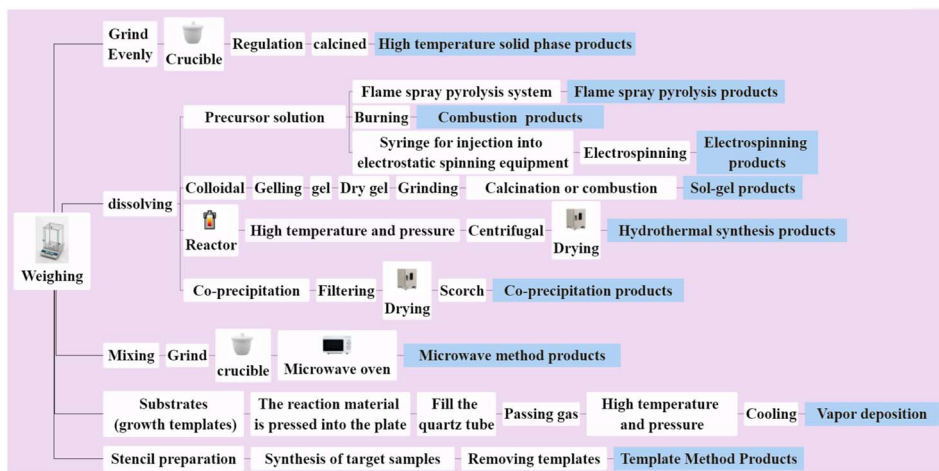 Weighing
Grind
Evenly
Crucible
Regulation
calcined
High temperature solid phase products
dissolving
Precursor solution
Flame spray pyrolysis system
Flame spray pyrolysis products
Burning
Combustion products
Syringe for injection into
electrostatic spinning equipment
Electrospinning
Electrospinning
products
Colloidal
Gelling
gel
Dry gel
Grinding
Calcination or combustion
Sol-gel products
Reactor
High temperature and pressure
Centrifugal
Drying
Hydrothermal synthesis products
Co-precipitation
Filtering
Drying
Scorch
Co-precipitation products
Mixing
Grind
crucible
Microwave oven
Microwave method products
Substrates
(growth templates)
The reaction material
is pressed into the plate
Fill the
quartz tube
Passing gas
High temperature
and pressure
Cooling
Vapor deposition
Stencil preparation
Synthesis of target samples
Removing templates
Template Method Products